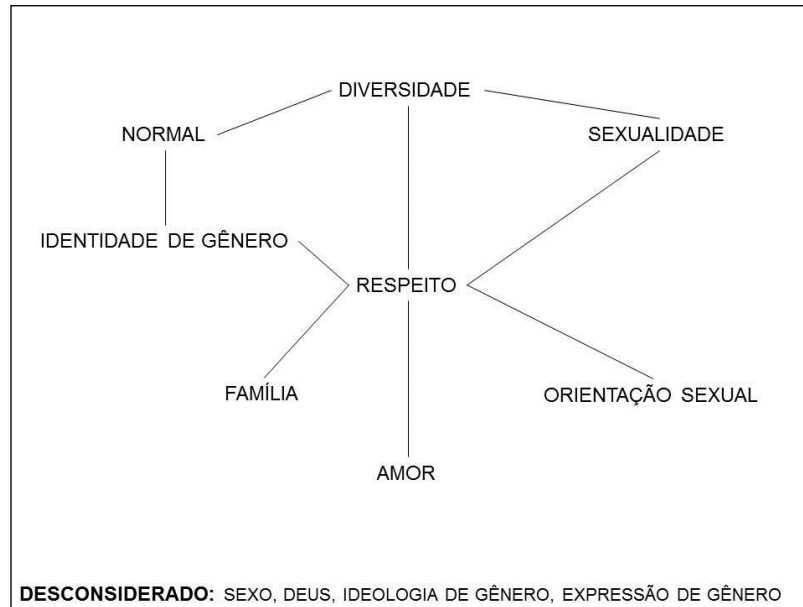 DIVERSIDADE
NORMAL
SEXUALIDADE
IDENTIDADE DE GÊNERO
RESPEITO
FAMÍLIA
ORIENTAÇÃO SEXUAL
AMOR
DESCONSIDERADO: SEXO, DEUS, IDEOLOGIA DE GÊNERO, EXPRESSÃO DE GÊNERO